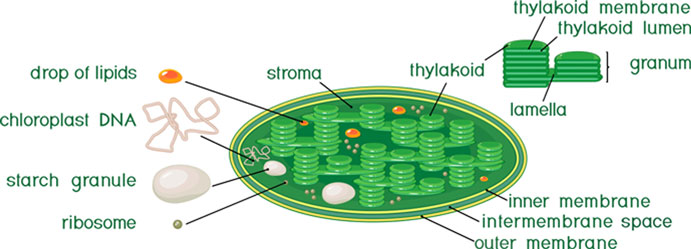 thylakoid membrane
thylakoid lumen
drop of lipids
stroma
thylakoid
granum
lamella
chloroplast DNA
starch granule
ribosome
inner membrane
intermembrane space
outer membrane